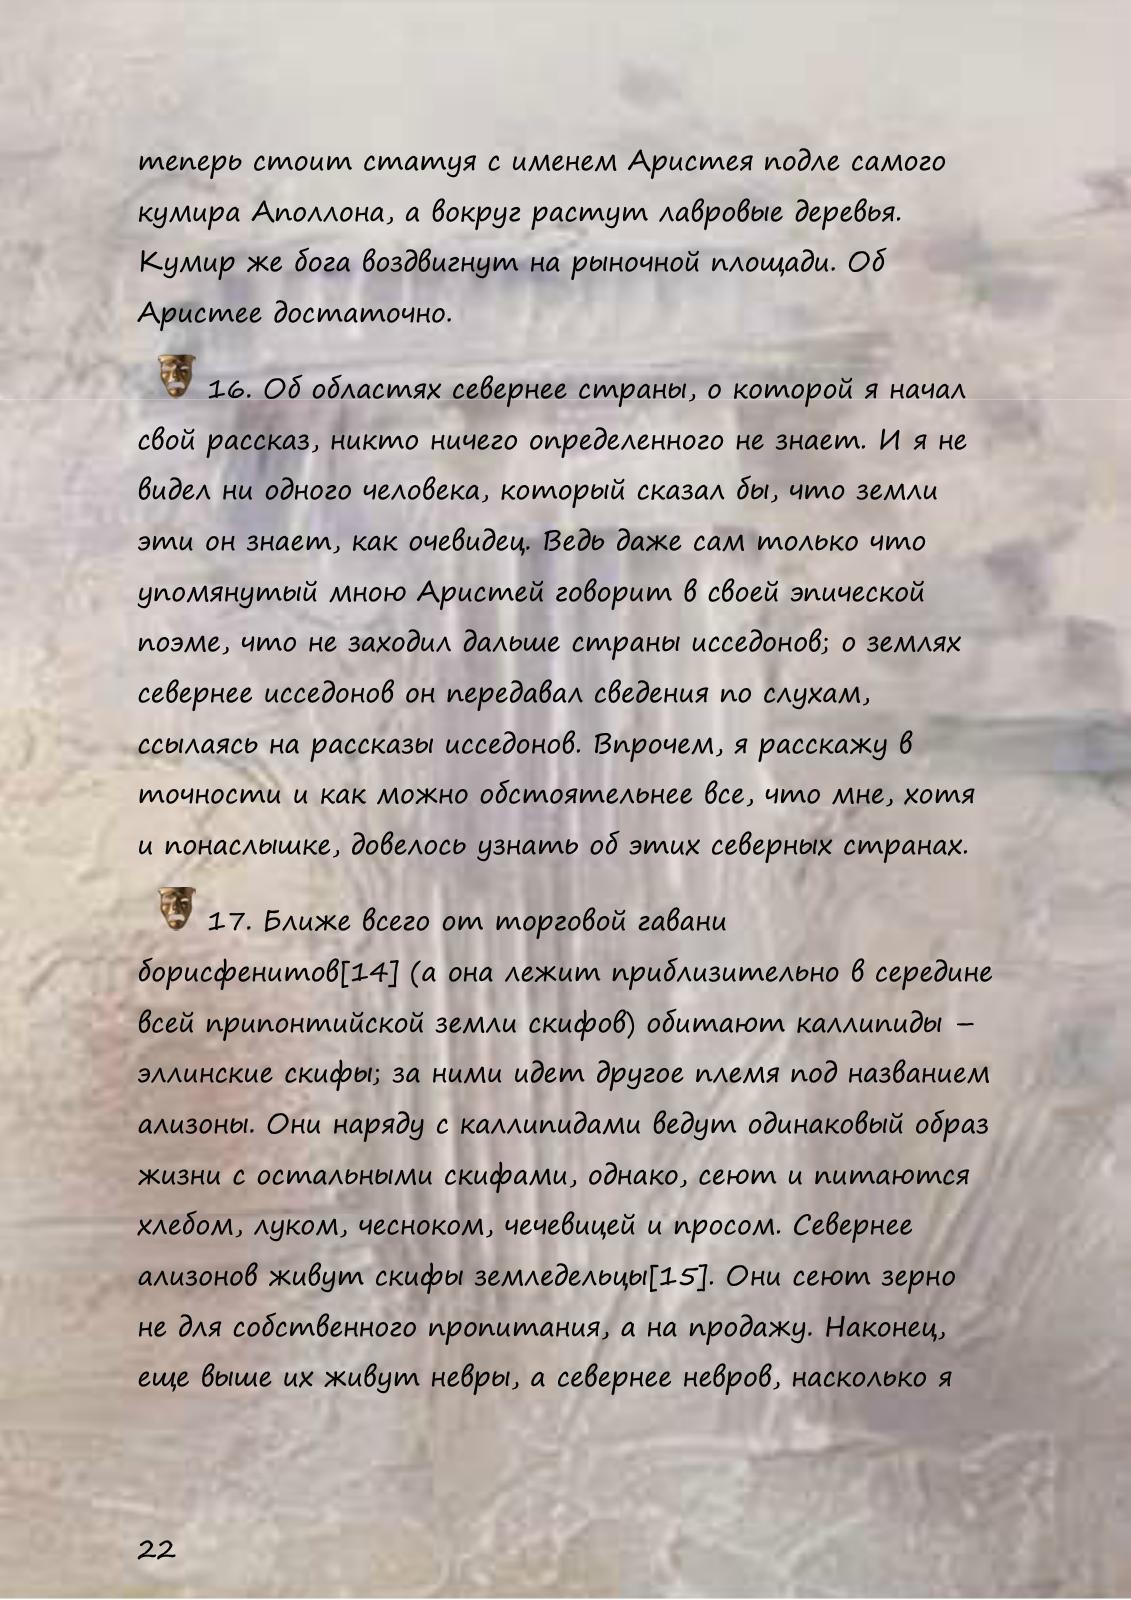 теперь стоит статуя с именем Аристея подле самого
кумира Аполлона, а вокруг растут лавровые деревья.
Кумир же бога воздвигнут на рыночной площади. Об
Аристее достаточно.
16. Об областях севернее страны, о которой я начал
свой рассказ, никто ничего определенного не знает. И я не
видел ни одного человека, который сказал бы, что земли
эти он знает, как очевидец. Ведь даже сам только что
упомянутый мною Аристей говорит в своей эпической
поэме, что не заходил дальше страны исседонов; о землях
севернее исседонов он передавал сведения по слухам,
ссылаясь на рассказы исседонов. Впрочем, я расскажу в
точности и как можно обстоятельнее все, что мне, хотя
и понаслышке, довелось узнать об этих северных странах.
17. Ближе всего от торговой гавани
борисфенитов[14] (а она лежит приблизительно в середине
всей припонтийской земли скифов) обитают каллипиды –
эллинские скифы; за ними идет другое племя под названием
ализоны. Они наряду с каллипидами ведут одинаковый образ
жизни с остальными скифами, однако, сеют и питаются
хлебом, луком, чесноком, чечевицей и просом. Севернее
ализонов живут скифы земледельцы[15]. Они сеют зерно
не для собственного пропитания, а на продажу. Наконец,
еще выше их живут невры, а севернее невров, насколько я
22